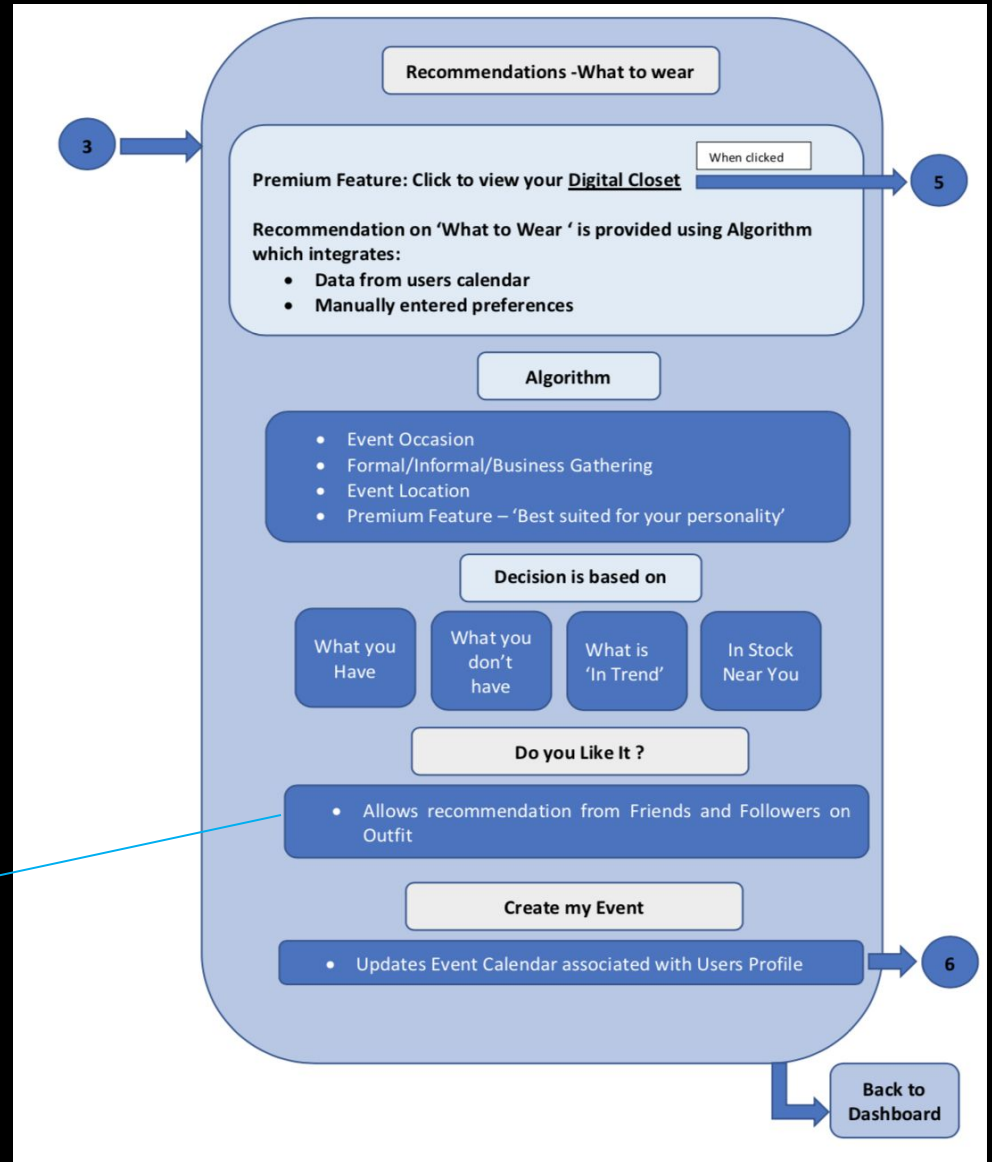 Recommendations -What to wear
3
When clicked
Premium Feature: Click to view your Digital Closet
5
Recommendation on ‘What to Wear ‘ is provided using Algorithm
which integrates:
• Data from users calendar
• Manually entered preferences
Algorithm
• Event Occasion
• Formal/Informal/Business Gathering
• Event Location
• Premium Feature – ‘Best suited for your personality’
Decision is based on
What you
Have
What you
don’t
have
What is
‘In Trend’
In Stock
Near You
Do you Like It ?
• Allows recommendation from Friends and Followers on
Outfit
Create my Event
• Updates Event Calendar associated with Users Profile
6
Back to
Dashboard